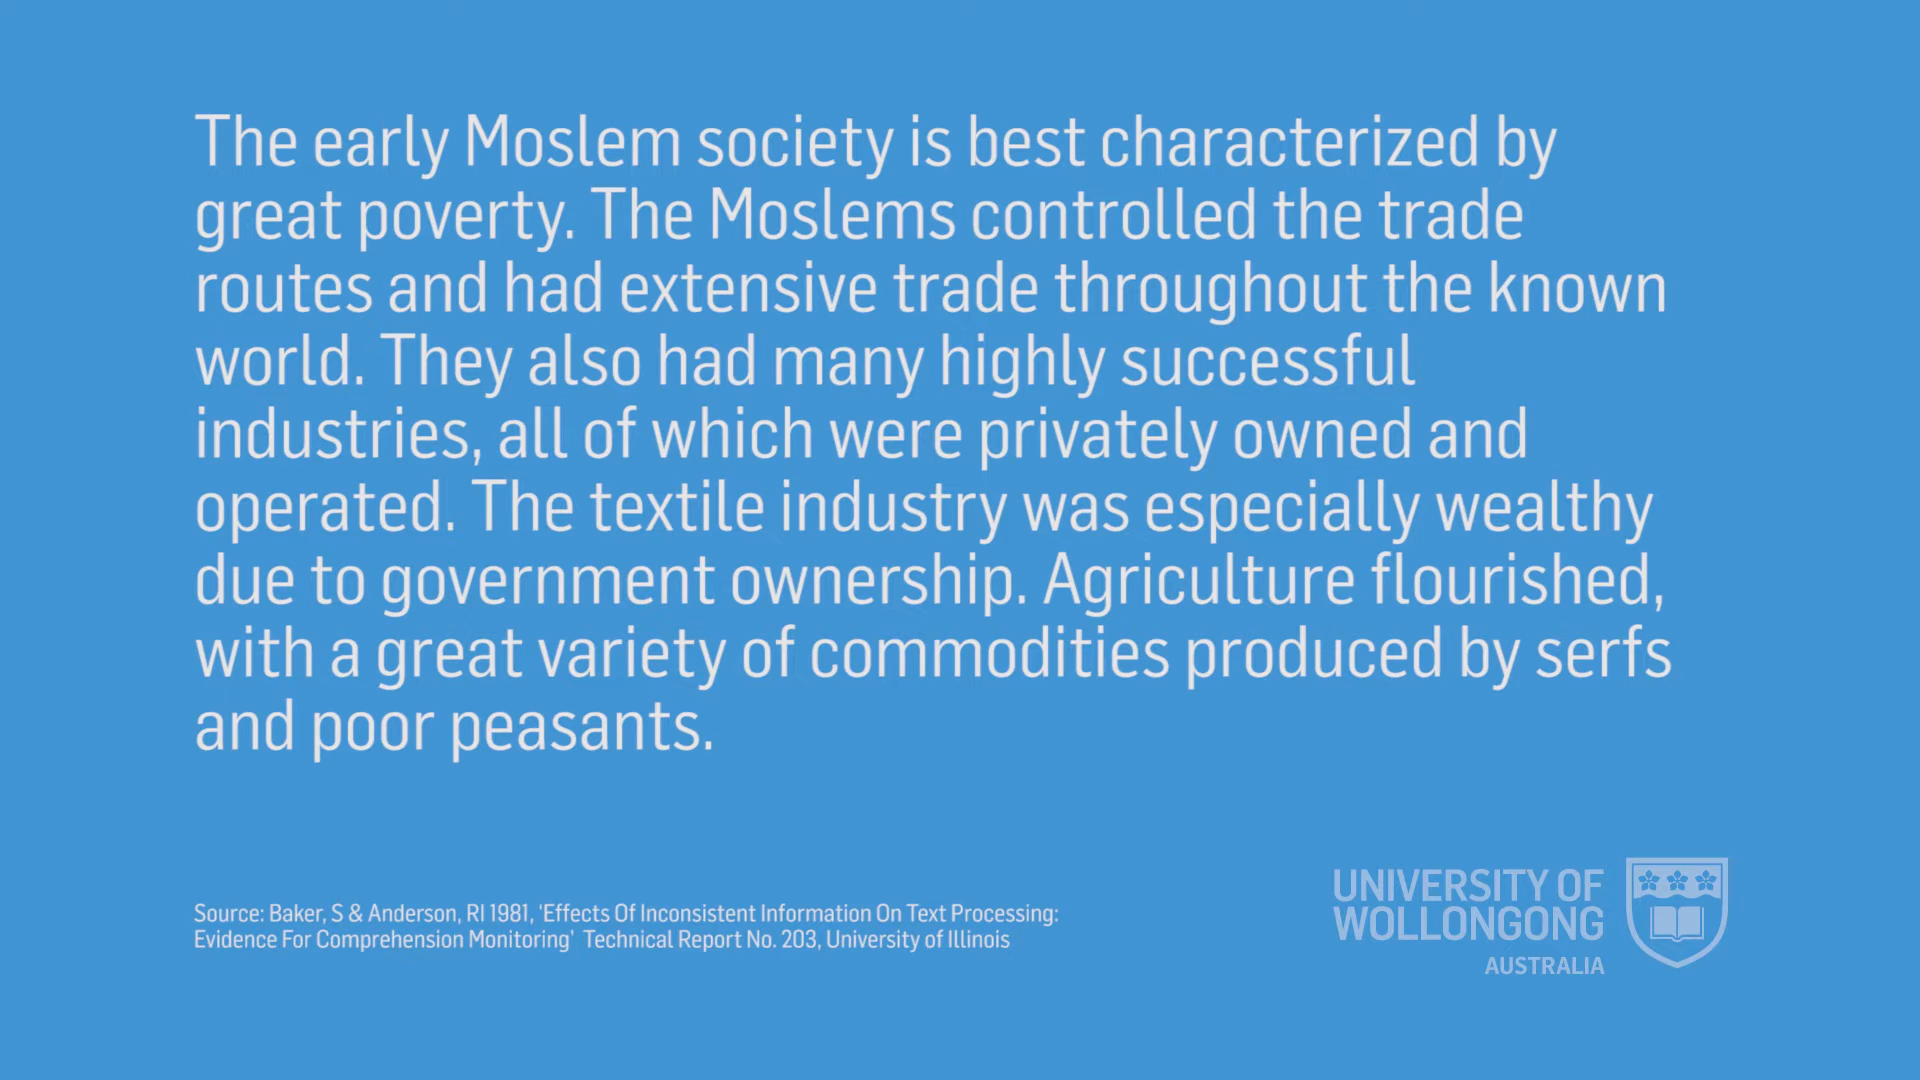 The early Moslem society is best characterized by
great poverty. The Moslems controlled the trade
routes and had extensive trade throughout the known
world. They also had many highly successful
industries, all of which were privately owned and
operated. The textile industry was especially wealthy
due to government ownership. Agriculture flourished,
with a great variety of commodities produced by serfs
and poor peasants.
Source: Baker, S & Anderson, RI 1981, 'Effects Of Inconsistent Information On Text Processing:
Evidence For Comprehension Monitoring' Technical Report No. 203, University of Illinois
UNIVERSITY OF
WOLLONGONG
AUSTRALIA